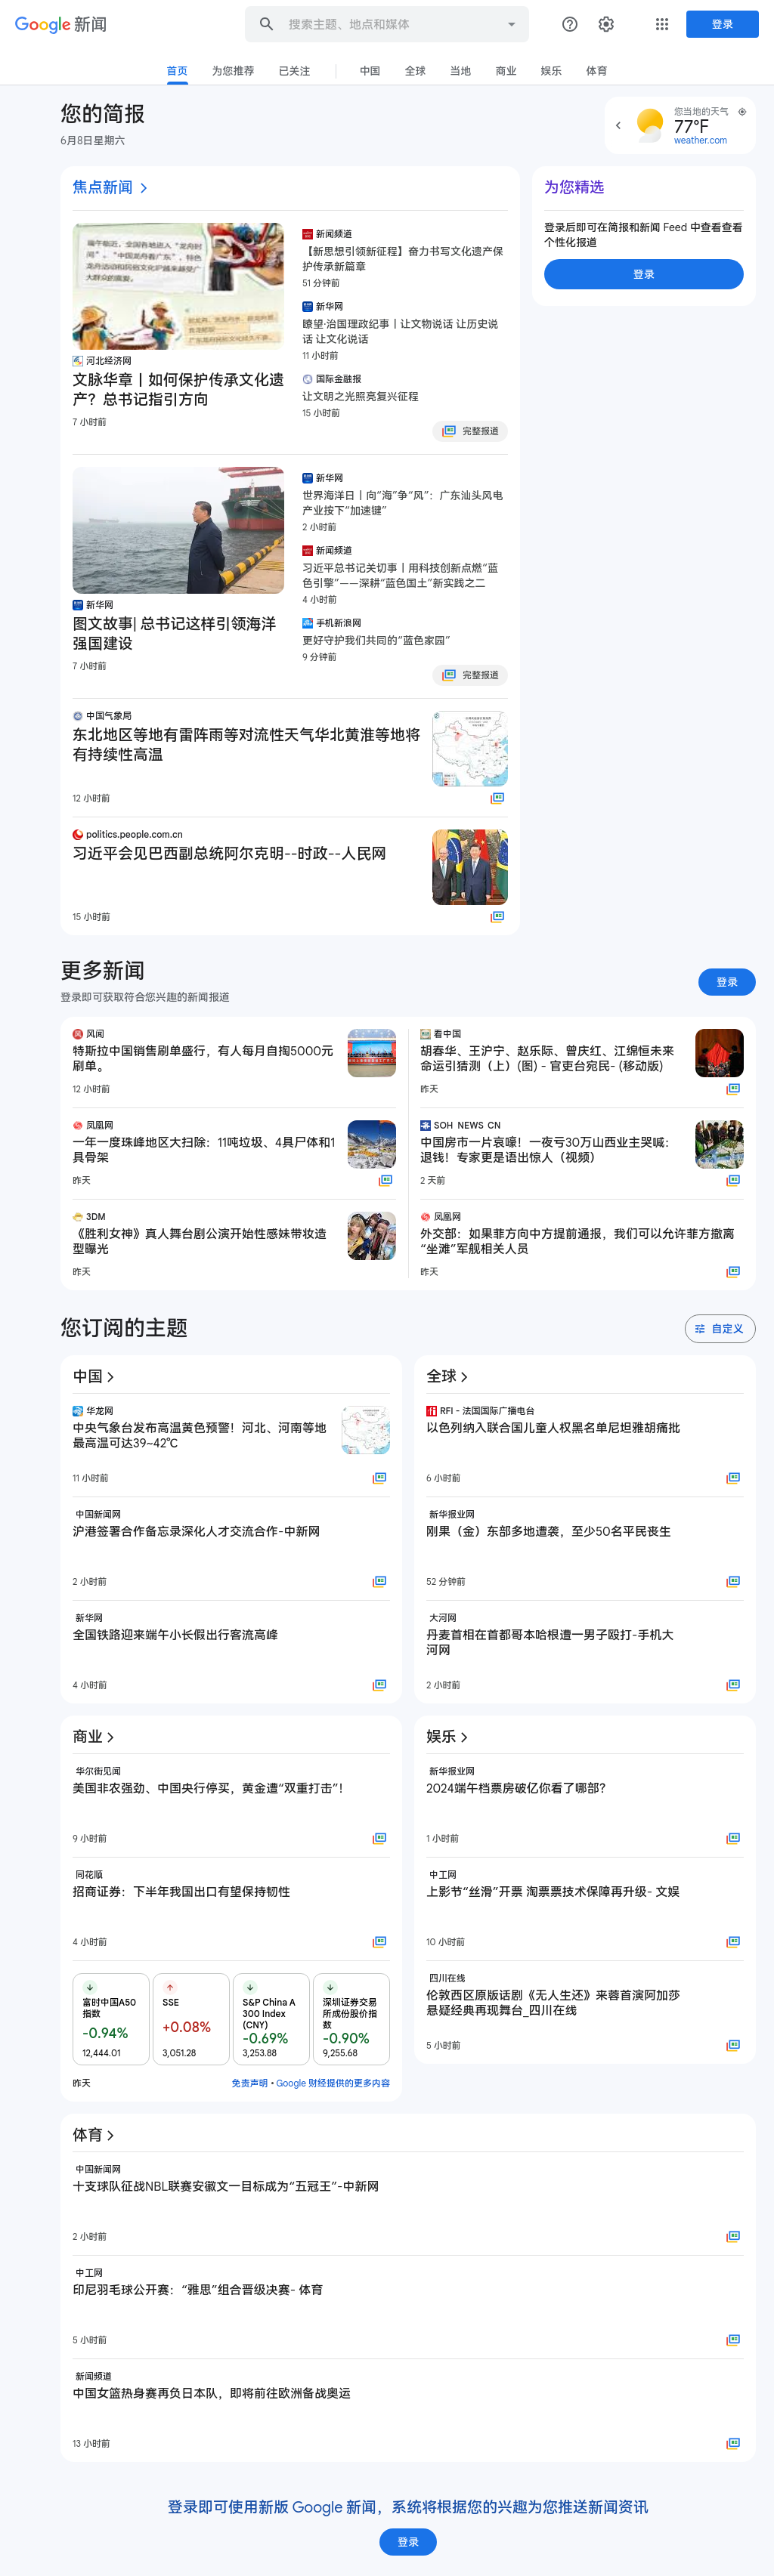 Google 新闻
搜索主题、地点和媒体
登录
首页
为您推荐
已关注
中国
全球
当地
商业
娱乐
体育
您的简报
6月8日星期六
您当地的天气
77°F
weather.com
焦点新闻
河北经济网
文脉华章丨如何保护传承文化遗
产？总书记指引方向
7 小时前
新闻频道
【新思想引领新征程】奋力书写文化遗产保
护传承新篇章
51 分钟前
新华网
瞭望·治国理政纪事丨让文物说话 让历史说
话 让文化说话
11 小时前
国际金融报
让文明之光照亮复兴征程
15 小时前
完整报道
为您精选
登录后即可在简报和新闻 Feed 中查看查看
个性化报道
登录
新华网
图文故事| 总书记这样引领海洋
强国建设
7 小时前
新华网
世界海洋日丨向“海”争“风”：广东汕头风电
产业按下“加速键”
2 小时前
新闻频道
习近平总书记关切事丨用科技创新点燃“蓝
色引擎”——深耕“蓝色国土”新实践之二
4 小时前
手机新浪网
更好守护我们共同的“蓝色家园”
9 分钟前
完整报道
中国气象局
东北地区等地有雷阵雨等对流性天气华北黄淮等地将
有持续性高温
12 小时前
politics.people.com.cn
习近平会见巴西副总统阿尔克明--时政--人民网
15 小时前
更多新闻
登录即可获取符合您兴趣的新闻报道
登录
风闻
特斯拉中国销售刷单盛行，有人每月自掏5000元
刷单。
12 小时前
凤凰网
一年一度珠峰地区大扫除：11吨垃圾、4具尸体和1
具骨架
昨天
3DM
《胜利女神》真人舞台剧公演开始性感妹带妆造
型曝光
昨天
看中国
胡春华、王沪宁、赵乐际、曾庆红、江绵恒未来
命运引猜测（上）(图) - 官吏台宛民- (移动版)
昨天
SOH NEWS CN
中国房市一片哀嚎！一夜亏30万山西业主哭喊：
退钱！专家更是语出惊人（视频）
2 天前
凤凰网
外交部：如果菲方向中方提前通报，我们可以允许菲方撤离
“坐滩”军舰相关人员
昨天
您订阅的主题
自定义
中国
华龙网
中央气象台发布高温黄色预警！河北、河南等地
最高温可达39~42℃
11 小时前
中国新闻网
沪港签署合作备忘录深化人才交流合作-中新网
2 小时前
新华网
全国铁路迎来端午小长假出行客流高峰
4 小时前
全球
RFI - 法国国际广播电台
以色列纳入联合国儿童人权黑名单尼坦雅胡痛批
6 小时前
新华报业网
刚果（金）东部多地遭袭，至少50名平民丧生
52 分钟前
大河网
丹麦首相在首都哥本哈根遭一男子殴打-手机大
河网
2 小时前
商业
华尔街见闻
美国非农强劲、中国央行停买，黄金遭“双重打击”！
9 小时前
同花顺
招商证券：下半年我国出口有望保持韧性
4 小时前
富时中国A50
指数
-0.94%
12,444.01
SSE
+0.08%
3,051.28
S&P China A
300 Index
(CNY)
-0.69%
3,253.88
深圳证券交易
所成份股价指
数
-0.90%
9,255.68
昨天
免责声明 • Google 财经提供的更多内容
娱乐
新华报业网
2024端午档票房破亿你看了哪部？
1 小时前
中工网
上影节“丝滑”开票 淘票票技术保障再升级- 文娱
10 小时前
四川在线
伦敦西区原版话剧《无人生还》来蓉首演阿加莎
悬疑经典再现舞台_四川在线
5 小时前
体育
中国新闻网
十支球队征战NBL联赛安徽文一目标成为“五冠王”-中新网
2 小时前
中工网
印尼羽毛球公开赛：“雅思”组合晋级决赛- 体育
5 小时前
新闻频道
中国女篮热身赛再负日本队，即将前往欧洲备战奥运
13 小时前
登录即可使用新版 Google 新闻，系统将根据您的兴趣为您推送新闻资讯
登录